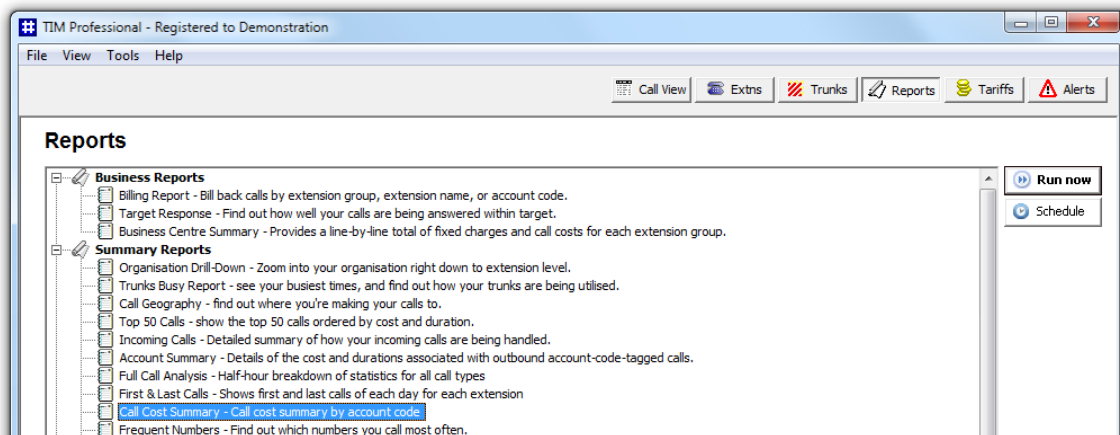 TIM Professional - Registered to Demonstration
File View Tools Help
Call View Extns Trunks Reports Tariffs Alerts
Reports
Business Reports
Billing Report - Bill back calls by extension group, extension name, or account code.
Target Response - Find out how well your calls are being answered within target.
Business Centre Summary - Provides a line-by-line total of fixed charges and call costs for each extension group.
Summary Reports
Organisation Drill-Down - Zoom into your organisation right down to extension level.
Trunks Busy Report - see your busiest times, and find out how your trunks are being utilised.
Call Geography - find out where you're making your calls to.
Top 50 Calls - show the top 50 calls ordered by cost and duration.
Incoming Calls - Detailed summary of how your incoming calls are being handled.
Account Summary - Details of the cost and durations associated with outbound account-code-tagged calls.
Full Call Analysis - Half-hour breakdown of statistics for all call types
First & Last Calls - Shows first and last calls of each day for each extension
Call Cost Summary - Call cost summary by account code
Frequent Numbers - Find out which numbers you call most often.
Run now
Schedule